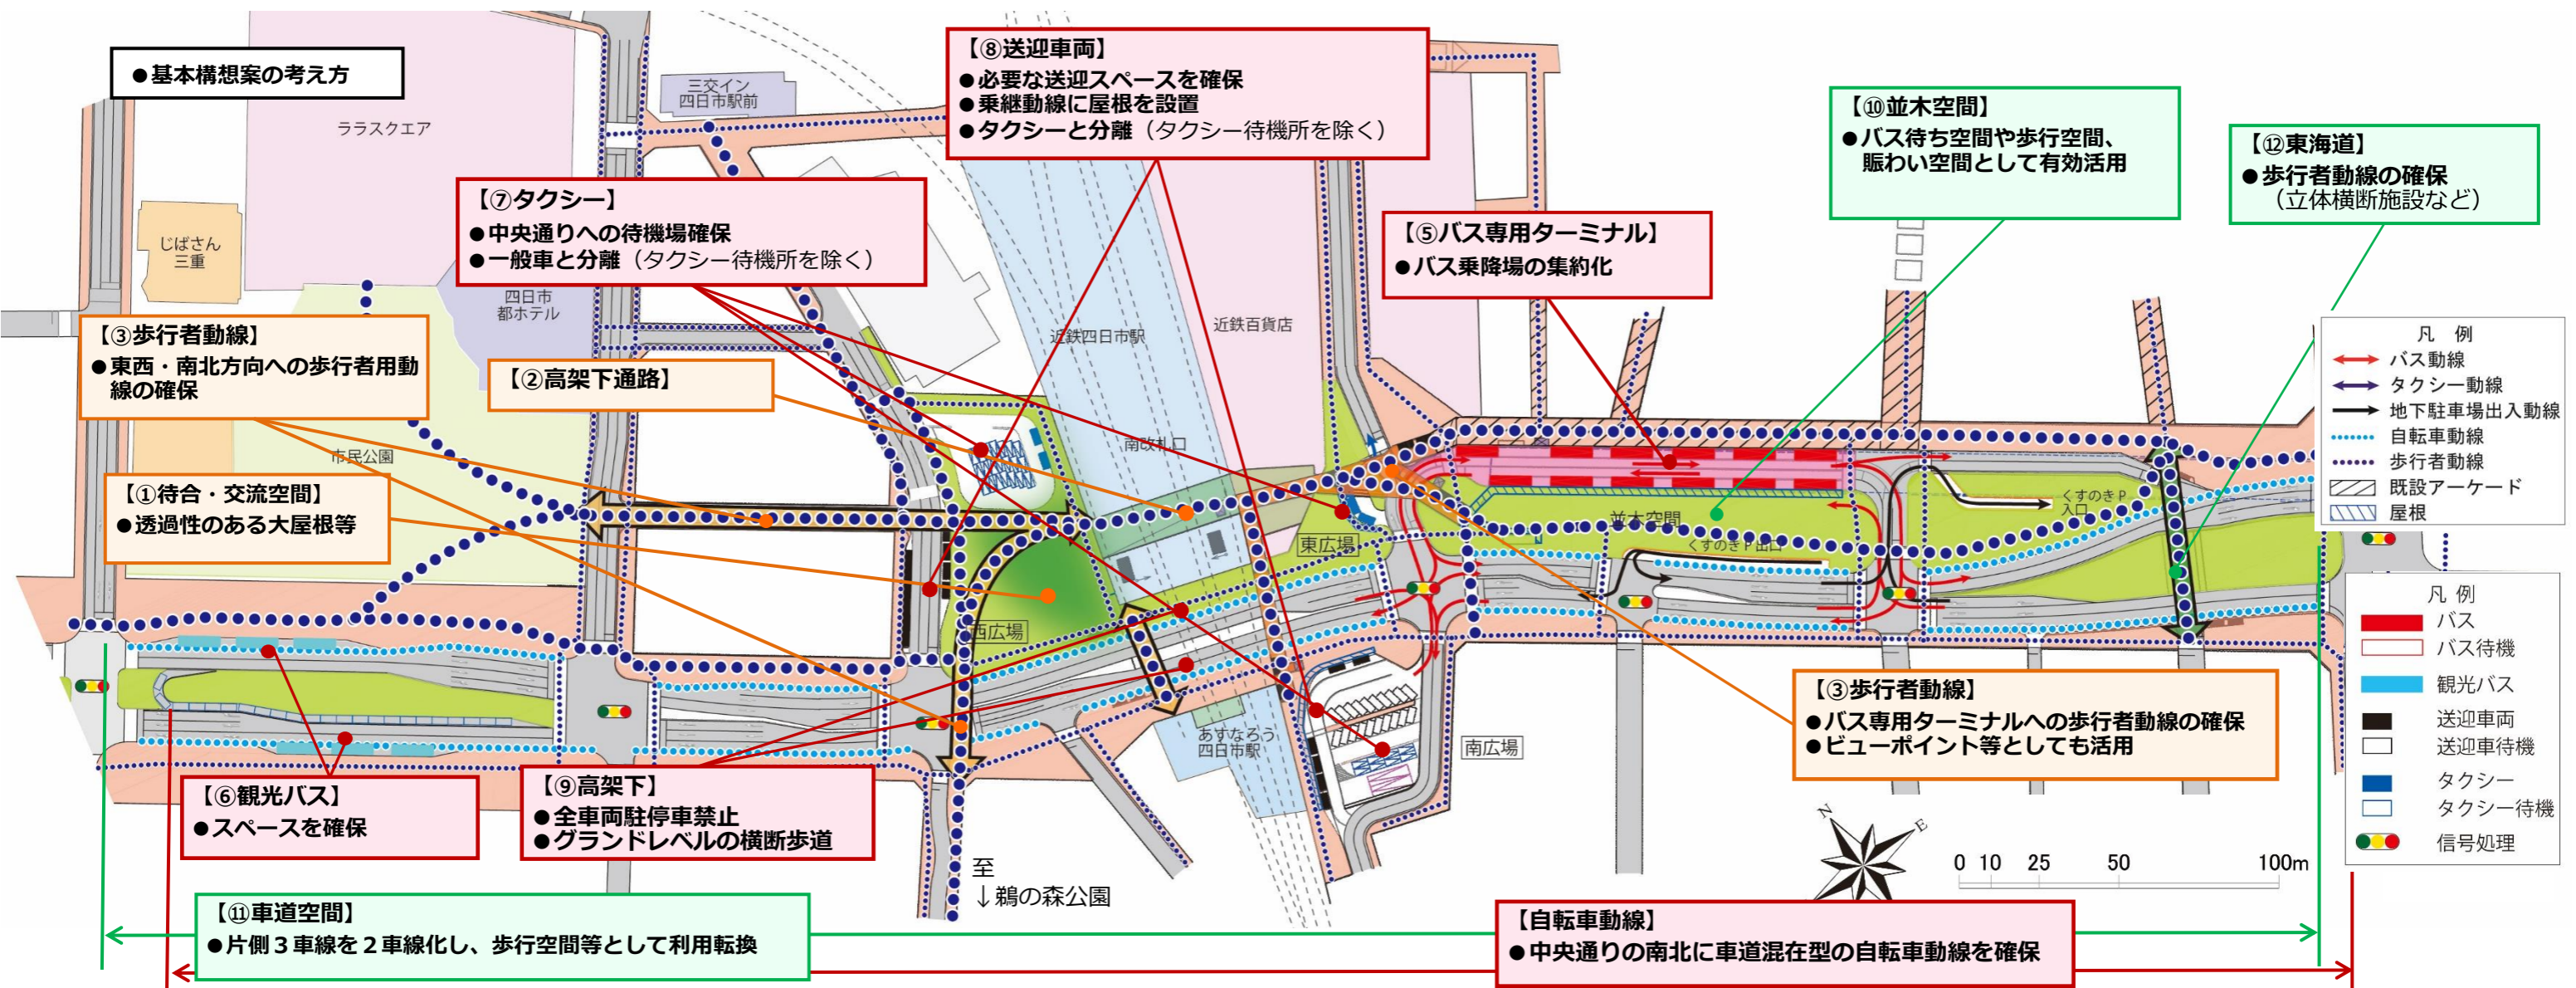 ●基本構想案の考え方
ララスクエア
三交イン
四日市駅前
じばさん
三重
四日市
都ホテル
【⑧送迎車両】
●必要な送迎スペースを確保
●乗継動線に屋根を設置
●タクシーと分離（タクシー待機所を除く）
【⑦タクシー】
●中央通りへの待機場確保
●一般車と分離（タクシー待機所を除く）
【⑩並木空間】
●バス待ち空間や歩行空間、
賑わい空間として有効活用
【⑫東海道】
●歩行者動線の確保
（立体横断施設など）
【⑤バス専用ターミナル】
●バス乗降場の集約化
【③歩行者動線】
●東西・南北方向への歩行者用動
線の確保
【②高架下通路】
近鉄四日市駅
近鉄百貨店
南改札口
市民公園
【①待合・交流空間】
●透過性のある大屋根等
西広場
東広場
並木空間
くすのきP出口
くすのきP
入口
あすなろう
四日市駅
南広場
凡 例
バス動線
タクシー動線
地下駐車場出入動線
自転車動線
歩行者動線
既設アーケード
屋根
凡 例
バス
バス待機
観光バス
送迎車両
送迎車待機
タクシー
タクシー待機
信号処理
【③歩行者動線】
●バス専用ターミナルへの歩行者動線の確保
●ビューポイント等としても活用
【⑥観光バス】
●スペースを確保
【⑨高架下】
●全車両駐停車禁止
●グランドレベルの横断歩道
至
↓鵜の森公園
N
E
0 10 25 50 100m
【⑪車道空間】
●片側３車線を２車線化し、歩行空間等として利用転換
【自転車動線】
●中央通りの南北に車道混在型の自転車動線を確保